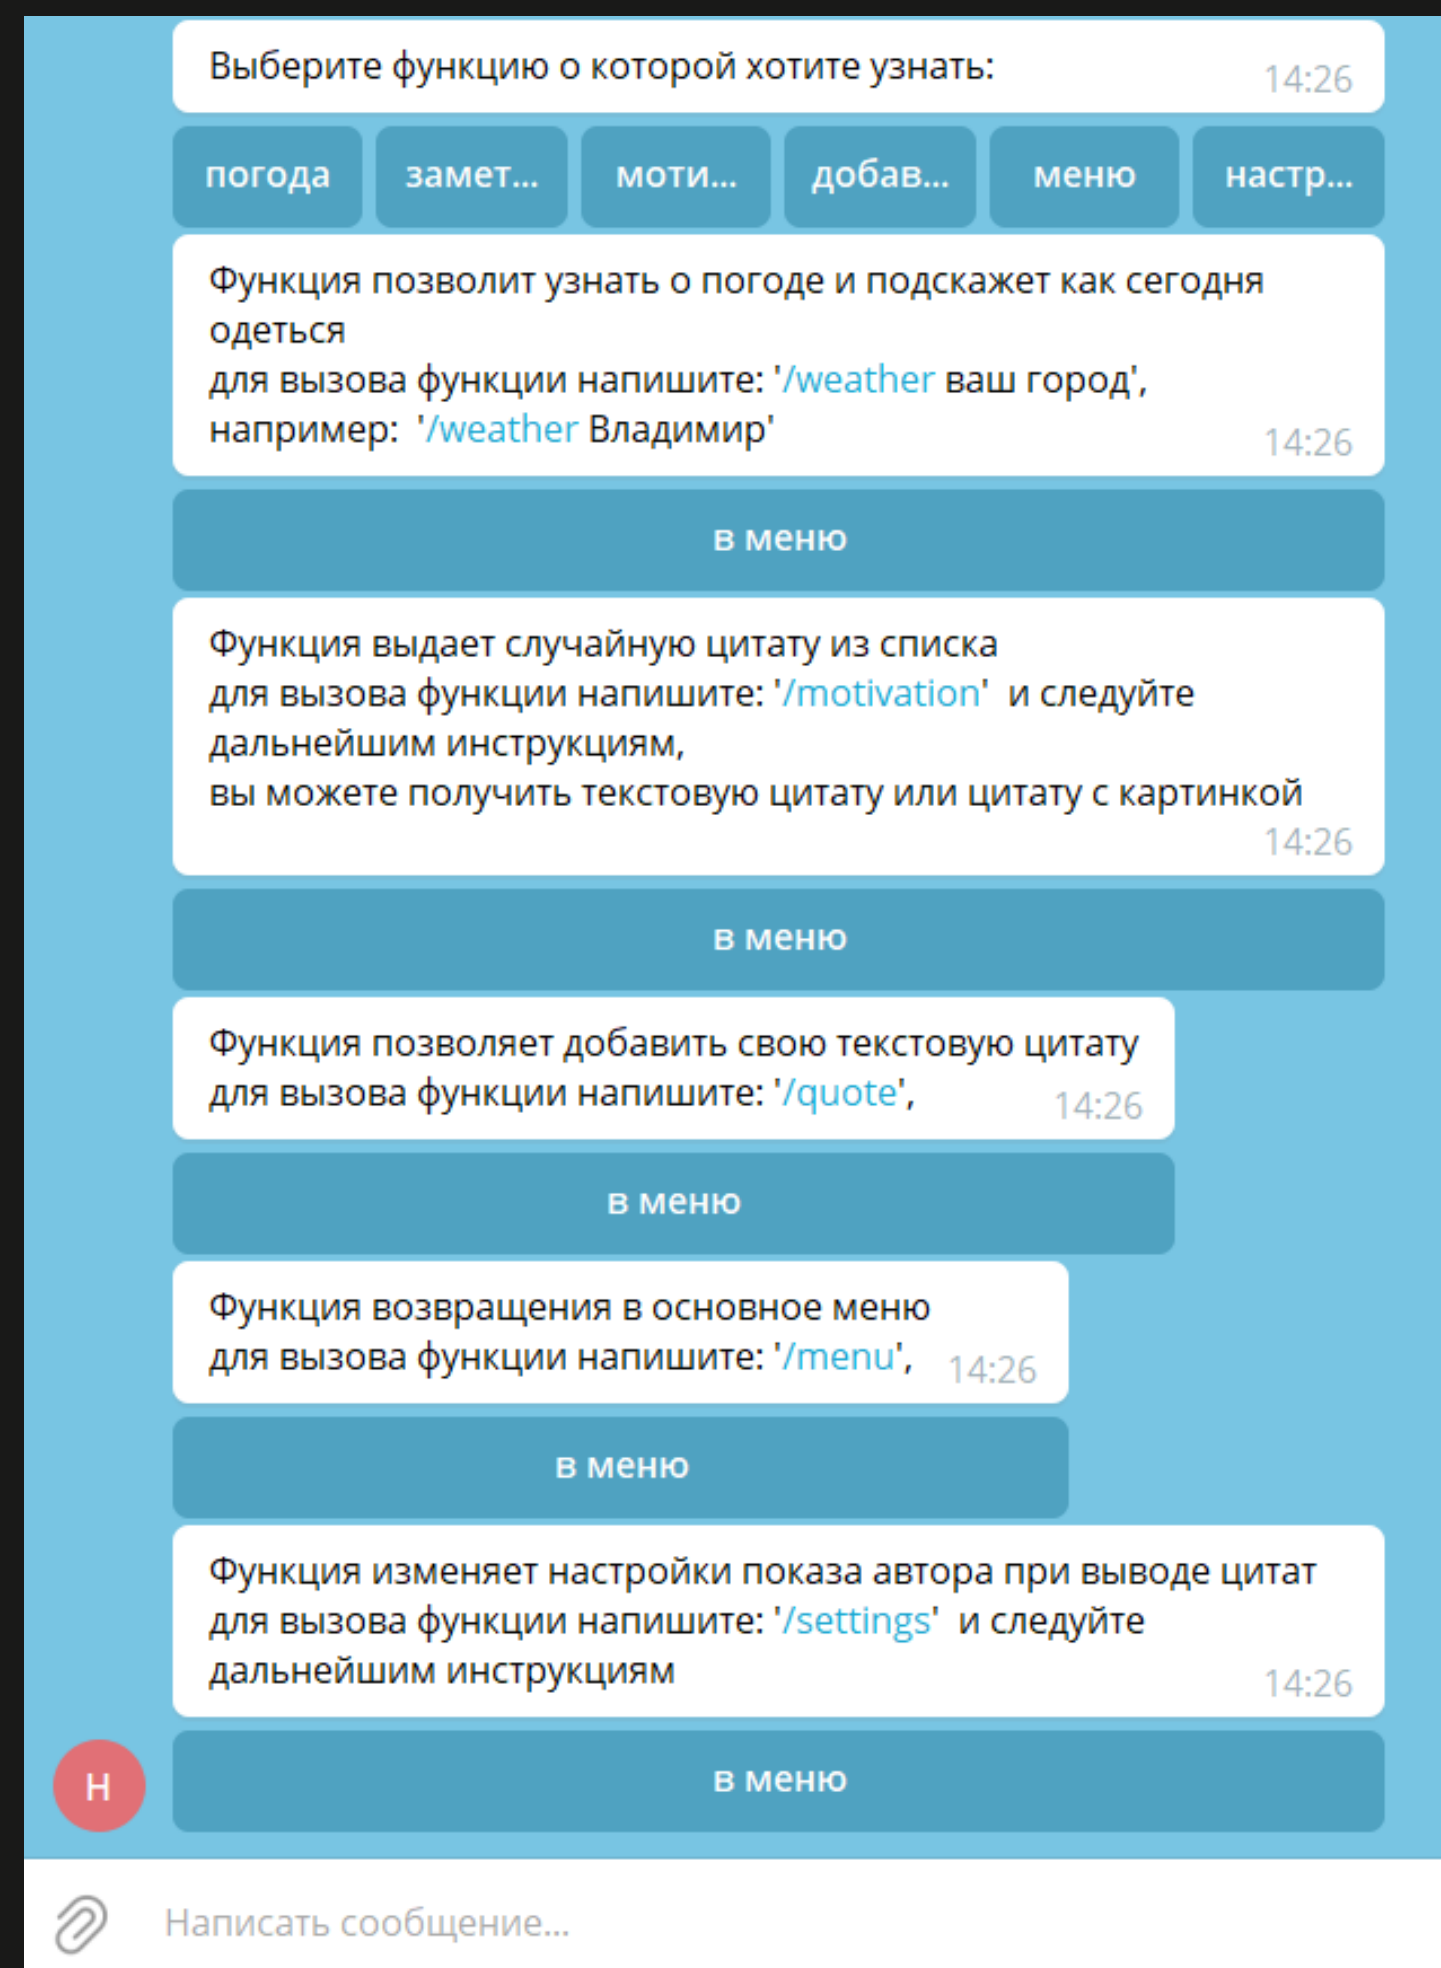 Выберите функцию о которой хотите узнать:
14:26
погода замет... моти... добав... меню настр...
Функция позволит узнать о погоде и подскажет как сегодня
одеться
для вызова функции напишите: '/weather ваш город',
например:  '/weather Владимир'
14:26
в меню
Функция выдает случайную цитату из списка
для вызова функции напишите: '/motivation'  и следуйте
дальнейшим инструкциям,
вы можете получить текстовую цитату или цитату с картинкой
14:26
в меню
Функция позволяет добавить свою текстовую цитату
для вызова функции напишите: '/quote',
14:26
в меню
Функция возвращения в основное меню
для вызова функции напишите: '/menu',
14:26
в меню
Функция изменяет настройки показа автора при выводе цитат
для вызова функции напишите: '/settings'  и следуйте
дальнейшим инструкциям
14:26
Н
в меню
Написать сообщение...